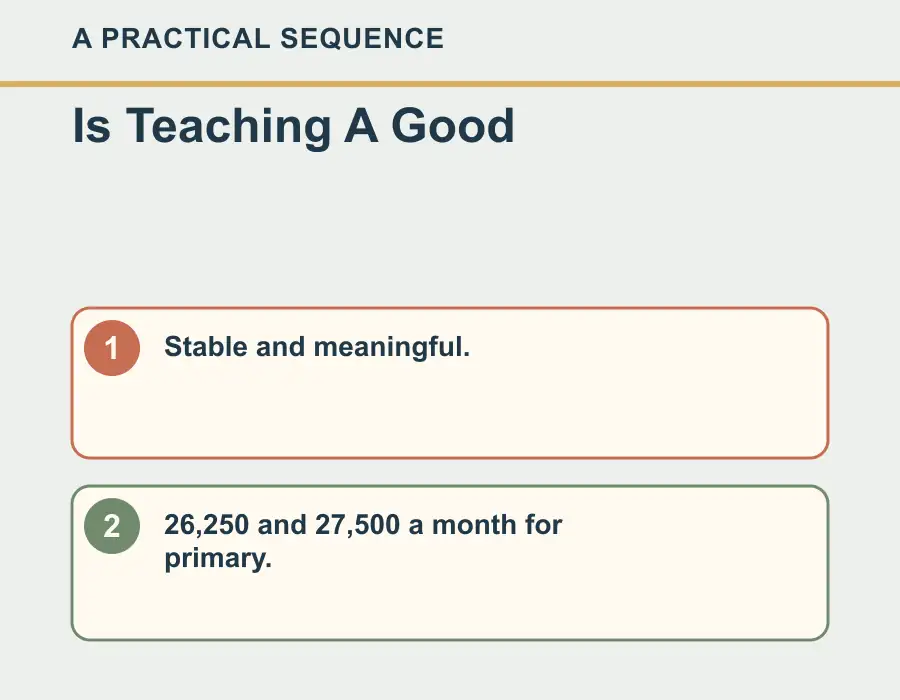 A PRACTICAL SEQUENCE
Is Teaching A Good
1
Stable and meaningful.
2
26,250 and 27,500 a month for
primary.